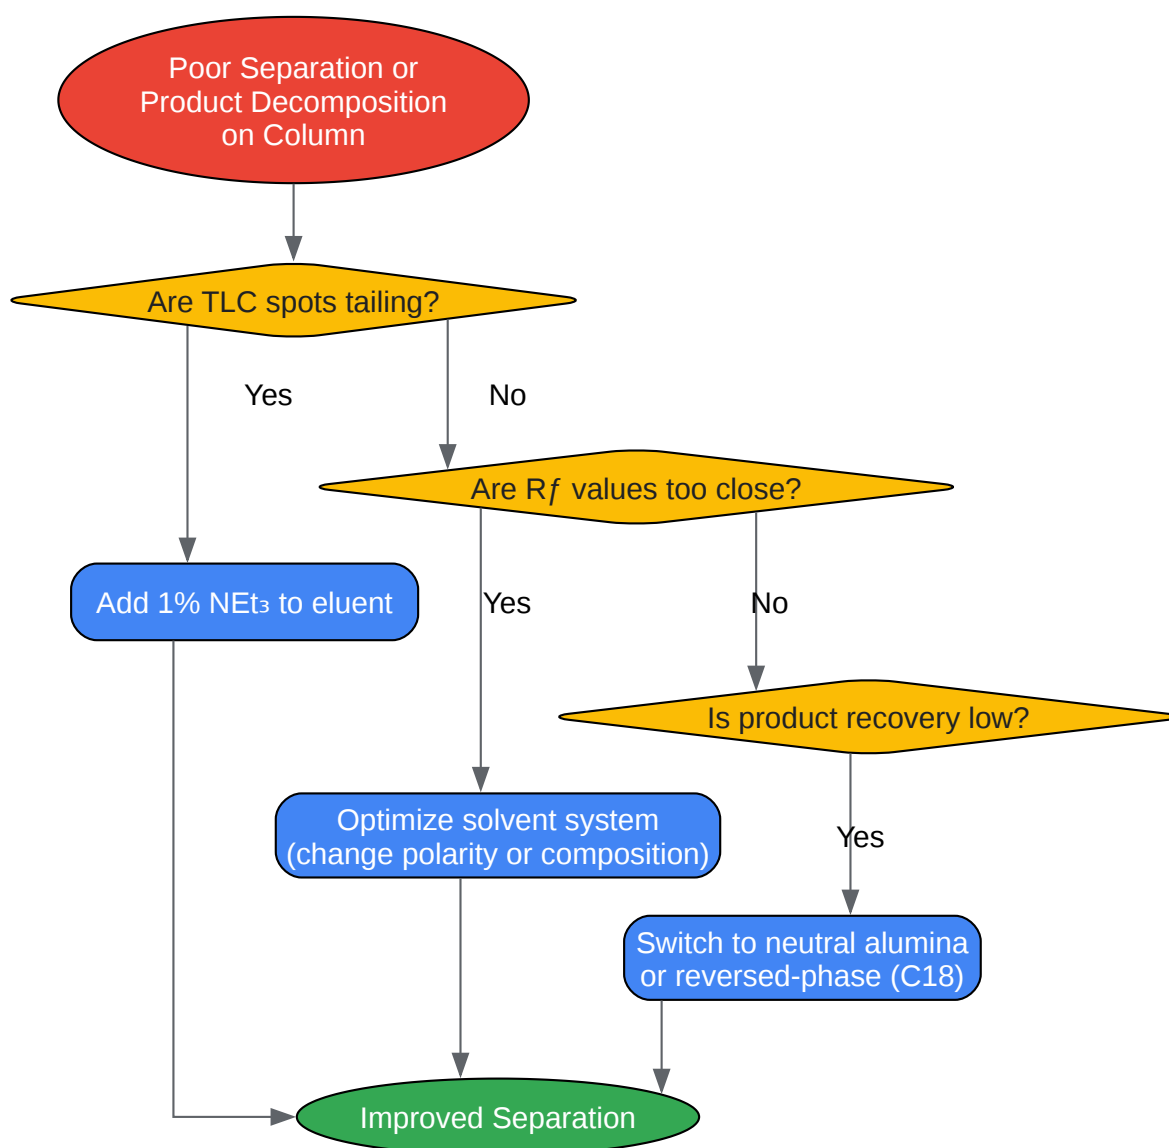 Poor Separation or
Product Decomposition
on Column
Are TLC spots tailing?
Yes
No
Are Rƒ values too close?
Add 1% NEt₃ to eluent
Yes
No
Is product recovery low?
Optimize solvent system
(change polarity or composition)
Yes
Switch to neutral alumina
or reversed-phase (C18)
Improved Separation